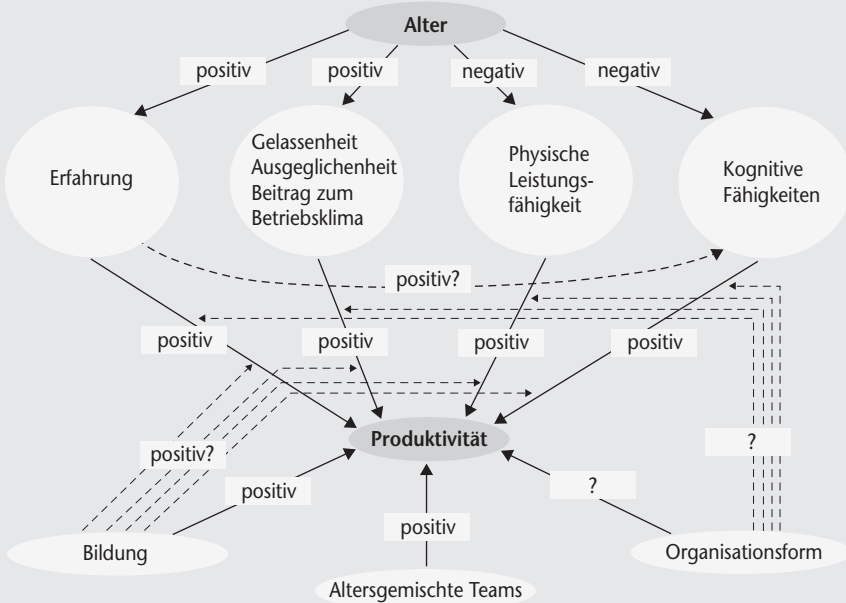 Alter
positiv
positiv
negativ
negativ
Erfahrung
Gelassenheit
Ausgeglichenheit
Beitrag zum
Betriebsklima
Physische
Leistungs-
fähigkeit
Kognitive
Fähigkeiten
positiv?
positiv
positiv
positiv
positiv
Produktivität
positiv?
positiv
positiv
?
?
Bildung
Altersgemischte Teams
Organisationsform